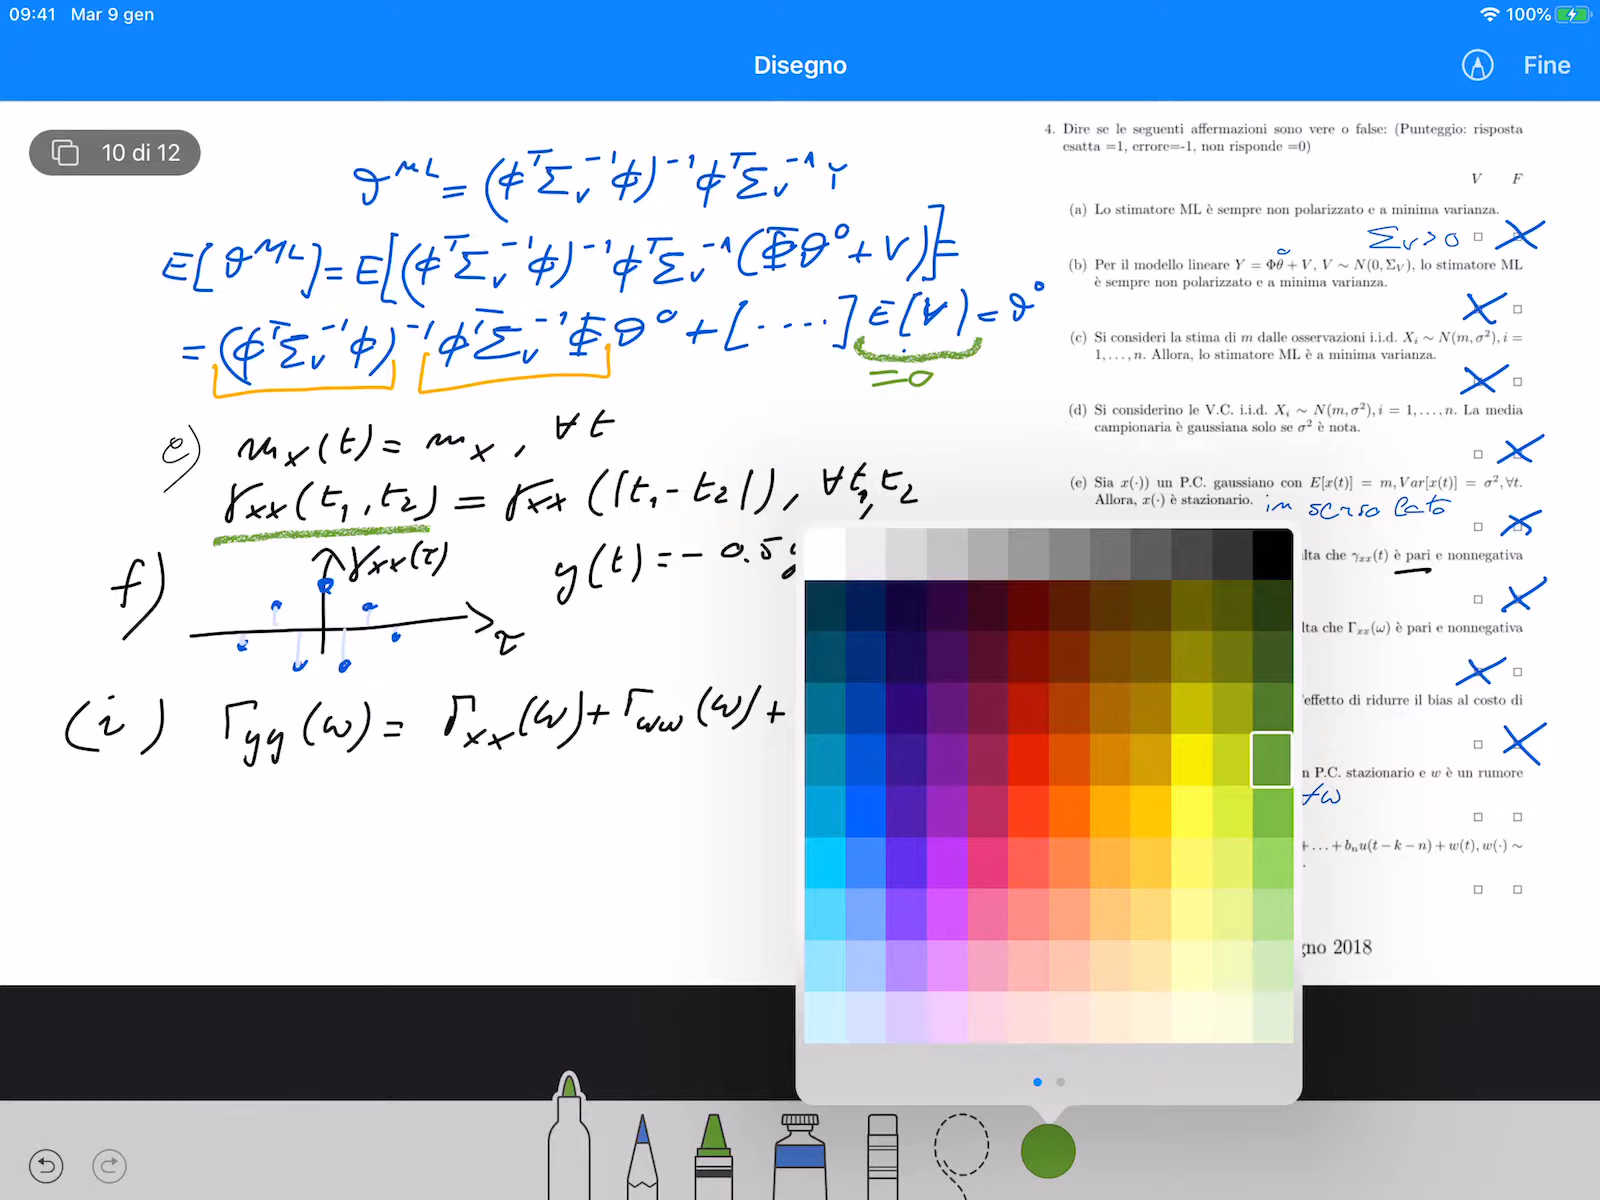 09:41 Mar 9 gen
100%
Disegno
Fine
10 di 12
ϑ^ML = (ϕ^T Σ_v^-1 ϕ)^-1 ϕ^T Σ_v^-1 Y
E[ϑ^ML] = E[(ϕ^T Σ_v^-1 ϕ)^-1 ϕ^T Σ_v^-1 (Φϑ^0 + V)] =
= (ϕ^T Σ_v^-1 ϕ)^-1 ϕ^T Σ_v^-1 Φ ϑ^0 + [....] E[V] = ϑ^0
=0
e) m_x(t) = m_x, ∀t
γ_xx(t_1, t_2) = γ_xx(|t_1 - t_2|), ∀t_1, t_2
f) γ_xx(τ)
y(t) = - 0.5y
τ
(i) Γ_yy(ω) = Γ_xx(ω) + Γ_ww(ω) +
4. Dire se le seguenti affermazioni sono vere o false: (Punteggio: risposta
esatta =1, errore=-1, non risponde =0)
V F
(a) Lo stimatore ML è sempre non polarizzato e a minima varianza.
Σ_v>0
(b) Per il modello lineare Y = Φθ + V, V ∼ N(0, Σ_V), lo stimatore ML
è sempre non polarizzato e a minima varianza.
(c) Si consideri la stima di m dalle osservazioni i.i.d. X_i ∼ N(m, σ²), i =
1, . . . , n. Allora, lo stimatore ML è a minima varianza.
(d) Si considerino le V.C. i.i.d. X_i ∼ N(m, σ²), i = 1, . . . , n. La media
campionaria è gaussiana solo se σ² è nota.
(e) Sia x(·)) un P.C. gaussiano con E[x(t)] = m, Var[x(t)] = σ², ∀t.
Allora, x(·) è stazionario. in senso lato
lta che γ_xx(t) è pari e nonnegativa
lta che Γ_xx(ω) è pari e nonnegativa
'effetto di ridurre il bias al costo di
n P.C. stazionario e w è un rumore
+w
+ . . . + b_n u(t − k − n) + w(t), w(·) ∼
gno 2018